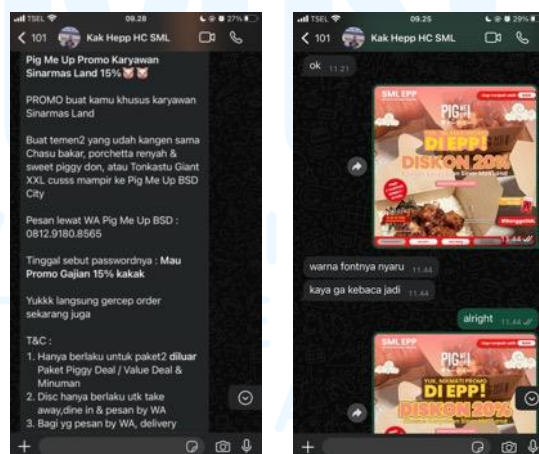 TSEL 09.28 27%
101 Kak Hepp HC SML
Pig Me Up Promo Karyawan
Sinarmas Land 15%
PROMO buat kamu khusus karyawan
Sinarmas Land
Buat temen2 yang udah kangen sama
Chasu bakar, porchetta renyah &
sweet piggy don, atau Tonkastu Giant
XXL cusss mampir ke Pig Me Up BSD
City
Pesan lewat WA Pig Me Up BSD :
0812.9180.8565
Tinggal sebut passwordnya : Mau
Promo Gajian 15% kakak
Yukkk langsung gercep order
sekarang juga
T&C :
1. Hanya berlaku untuk paket2 diluar
Paket Piggy Deal / Value Deal &
Minuman
2. Disc hanya berlaku utk take
away,dine in & pesan by WA
3. Bagi yg pesan by WA, delivery
TSEL 09.25 29%
101 Kak Hepp HC SML
ok 11.21
SML EPP
PIG ME!
DI EPP!
DISKON 20%
11.44
warna fontnya nyaru 11.44
kaya ga kebaca jadi 11.44
alright 11.44
SML EPP
PIG ME!
YUK, NIKMATI PROMO
DI EPP!
DISKON 20%